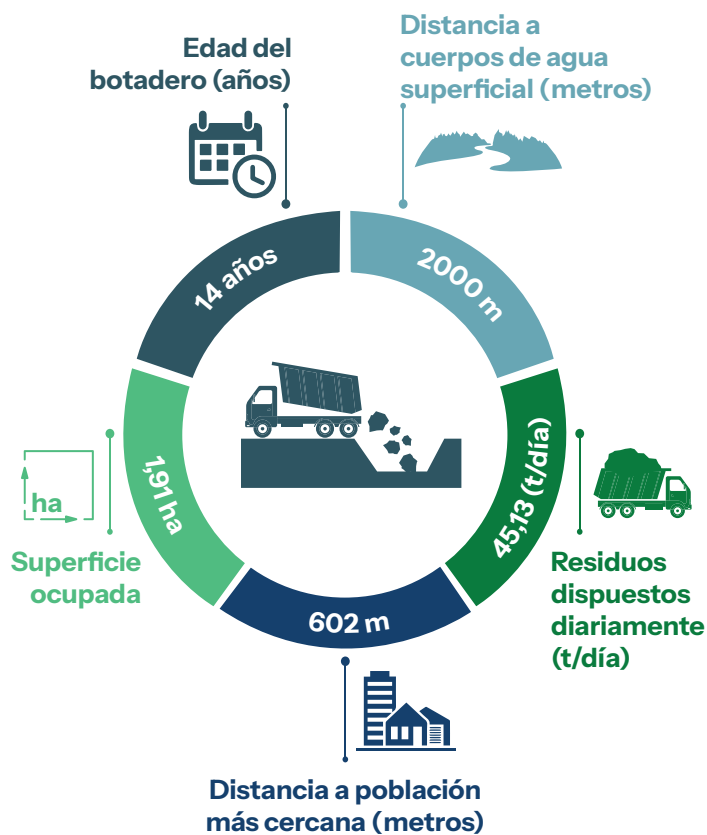 Edad del
botadero (años)
Distancia a
cuerpos de agua
superficial (metros)
14 años
2000 m
1,91 ha
45,13 (t/día)
602 m
ha
Superficie
ocupada
Residuos
dispuestos
diariamente
(t/día)
Distancia a población
más cercana (metros)